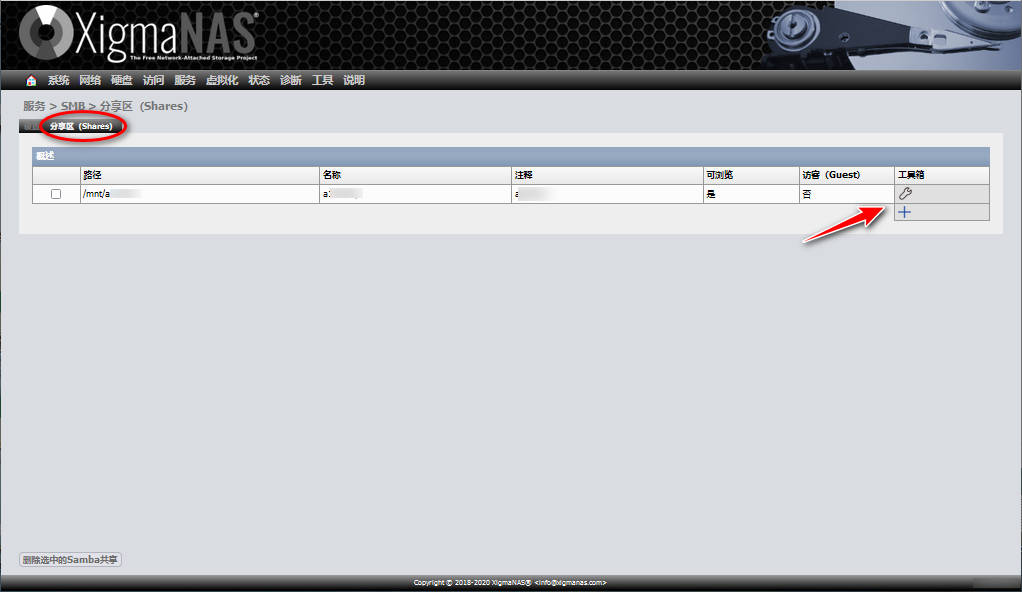 XigmaNAS®
The Free Network-Attached Storage Project
系统 网络 硬盘 访问 服务 虚拟化 状态 诊断 工具 说明
服务 > SMB > 分享区 (Shares)
分享区 (Shares)
概述
路径 名称 注释 可浏览 访客 (Guest) 工具箱
/mnt/a a a 是 否
删除选中的Samba共享
Copyright © 2018-2020 XigmaNAS® <info@xigmanas.com>